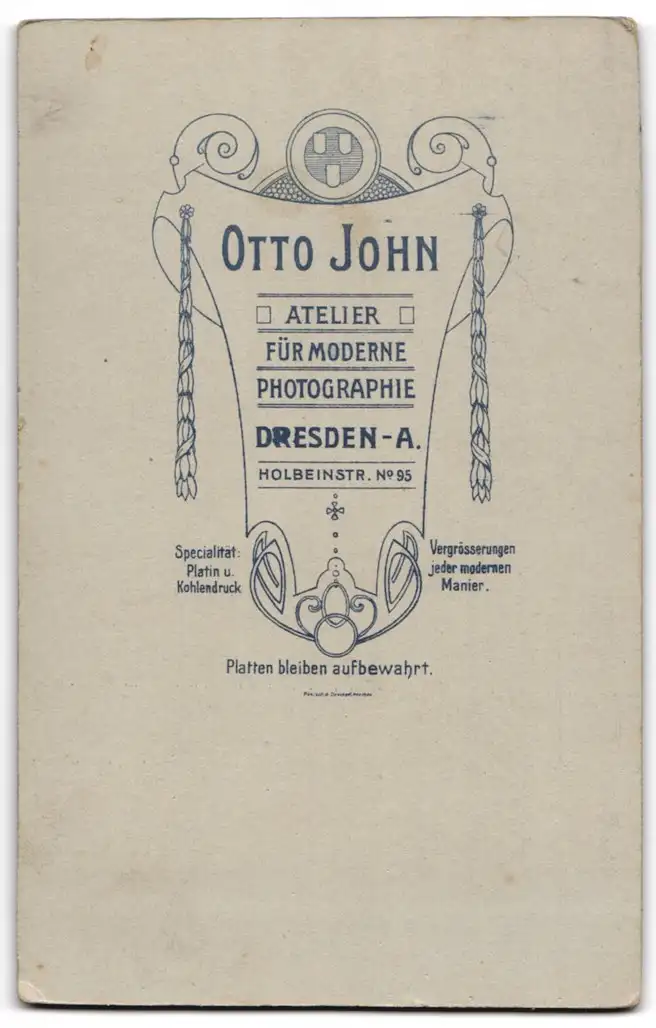 OTTO JOHN
ATELIER
FÜR MODERNE
PHOTOGRAPHIE
DRESDEN-A.
HOLBEINSTR. No 95
Specialität:
Platin u.
Kohlendruck
Vergrösserungen
jeder modernen
Manier.
Platten bleiben aufbewahrt.